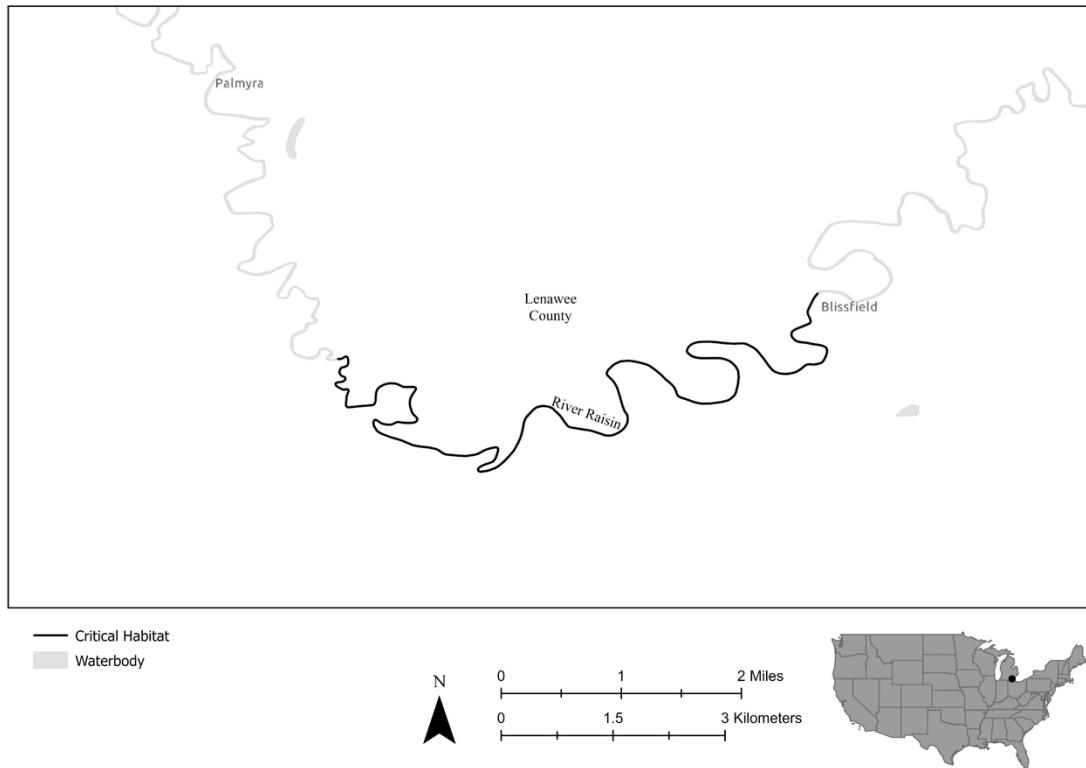 Palmyra
Lenawee
County
Blissfield
River Raisin
Critical Habitat
Waterbody
N
0 1 2 Miles
0 1.5 3 Kilometers